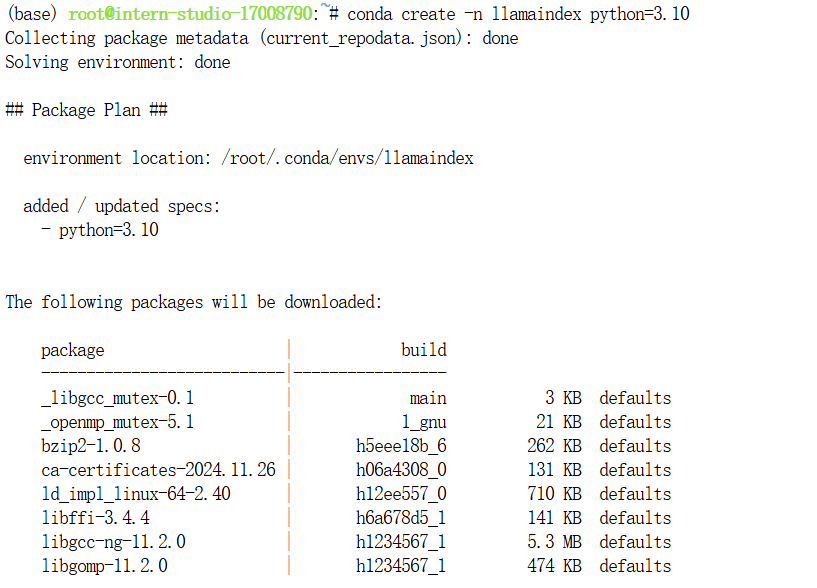 (base) root@intern-studio-17008790:~# conda create -n llamaindex python=3.10
Collecting package metadata (current_repodata.json): done
Solving environment: done
## Package Plan ##
environment location: /root/.conda/envs/llamaindex
added / updated specs:
- python=3.10
The following packages will be downloaded:
package | build
---------------------------|-----------------
_libgcc_mutex-0.1 | main 3 KB defaults
_openmp_mutex-5.1 | 1_gnu 21 KB defaults
bzip2-1.0.8 | h5eee18b_6 262 KB defaults
ca-certificates-2024.11.26 | h06a4308_0 131 KB defaults
ld_impl_linux-64-2.40 | h12ee557_0 710 KB defaults
libffi-3.4.4 | h6a678d5_1 141 KB defaults
libgcc-ng-11.2.0 | h1234567_1 5.3 MB defaults
libgomp-11.2.0 | h1234567_1 474 KB defaults